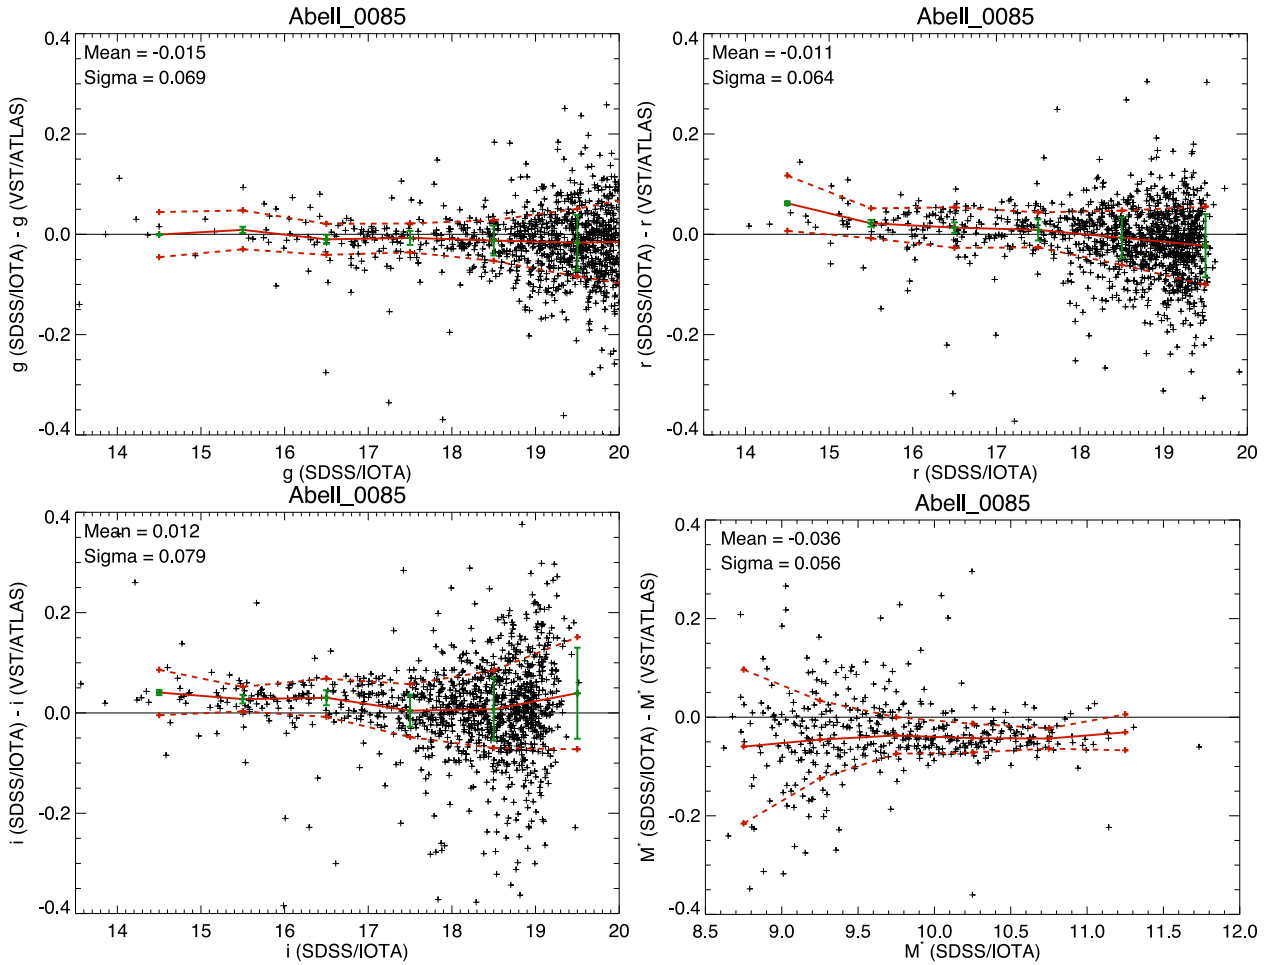 Abell_0085
Mean = -0.015
Sigma = 0.069
g (SDSS/IOTA) - g (VST/ATLAS)
0.4
0.2
0.0
-0.2
-0.4
14 15 16 17 18 19 20
g (SDSS/IOTA)
Abell_0085
Mean = -0.011
Sigma = 0.064
r (SDSS/IOTA) - r (VST/ATLAS)
0.4
0.2
0.0
-0.2
-0.4
14 15 16 17 18 19 20
r (SDSS/IOTA)
Abell_0085
Mean = 0.012
Sigma = 0.079
i (SDSS/IOTA) - i (VST/ATLAS)
0.4
0.2
0.0
-0.2
-0.4
14 15 16 17 18 19 20
i (SDSS/IOTA)
Abell_0085
Mean = -0.036
Sigma = 0.056
M* (SDSS/IOTA) - M* (VST/ATLAS)
0.4
0.2
0.0
-0.2
-0.4
8.5 9.0 9.5 10.0 10.5 11.0 11.5 12.0
M* (SDSS/IOTA)